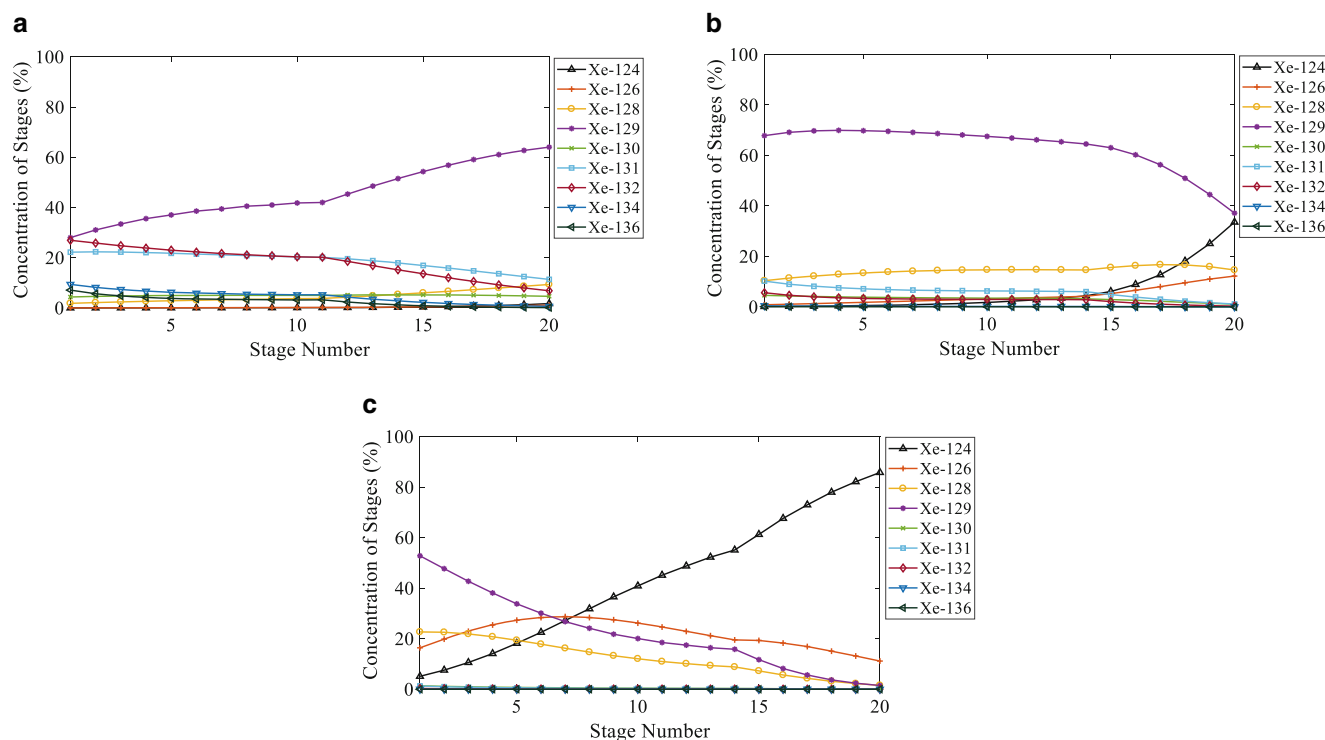 a
100
80
60
40
20
0
5
10
15
20
Concentration of Stages (%)
Stage Number
Xe-124
Xe-126
Xe-128
Xe-129
Xe-130
Xe-131
Xe-132
Xe-134
Xe-136
b
100
80
60
40
20
0
5
10
15
20
Concentration of Stages (%)
Stage Number
Xe-124
Xe-126
Xe-128
Xe-129
Xe-130
Xe-131
Xe-132
Xe-134
Xe-136
c
100
80
60
40
20
0
5
10
15
20
Concentration of Stages (%)
Stage Number
Xe-124
Xe-126
Xe-128
Xe-129
Xe-130
Xe-131
Xe-132
Xe-134
Xe-136